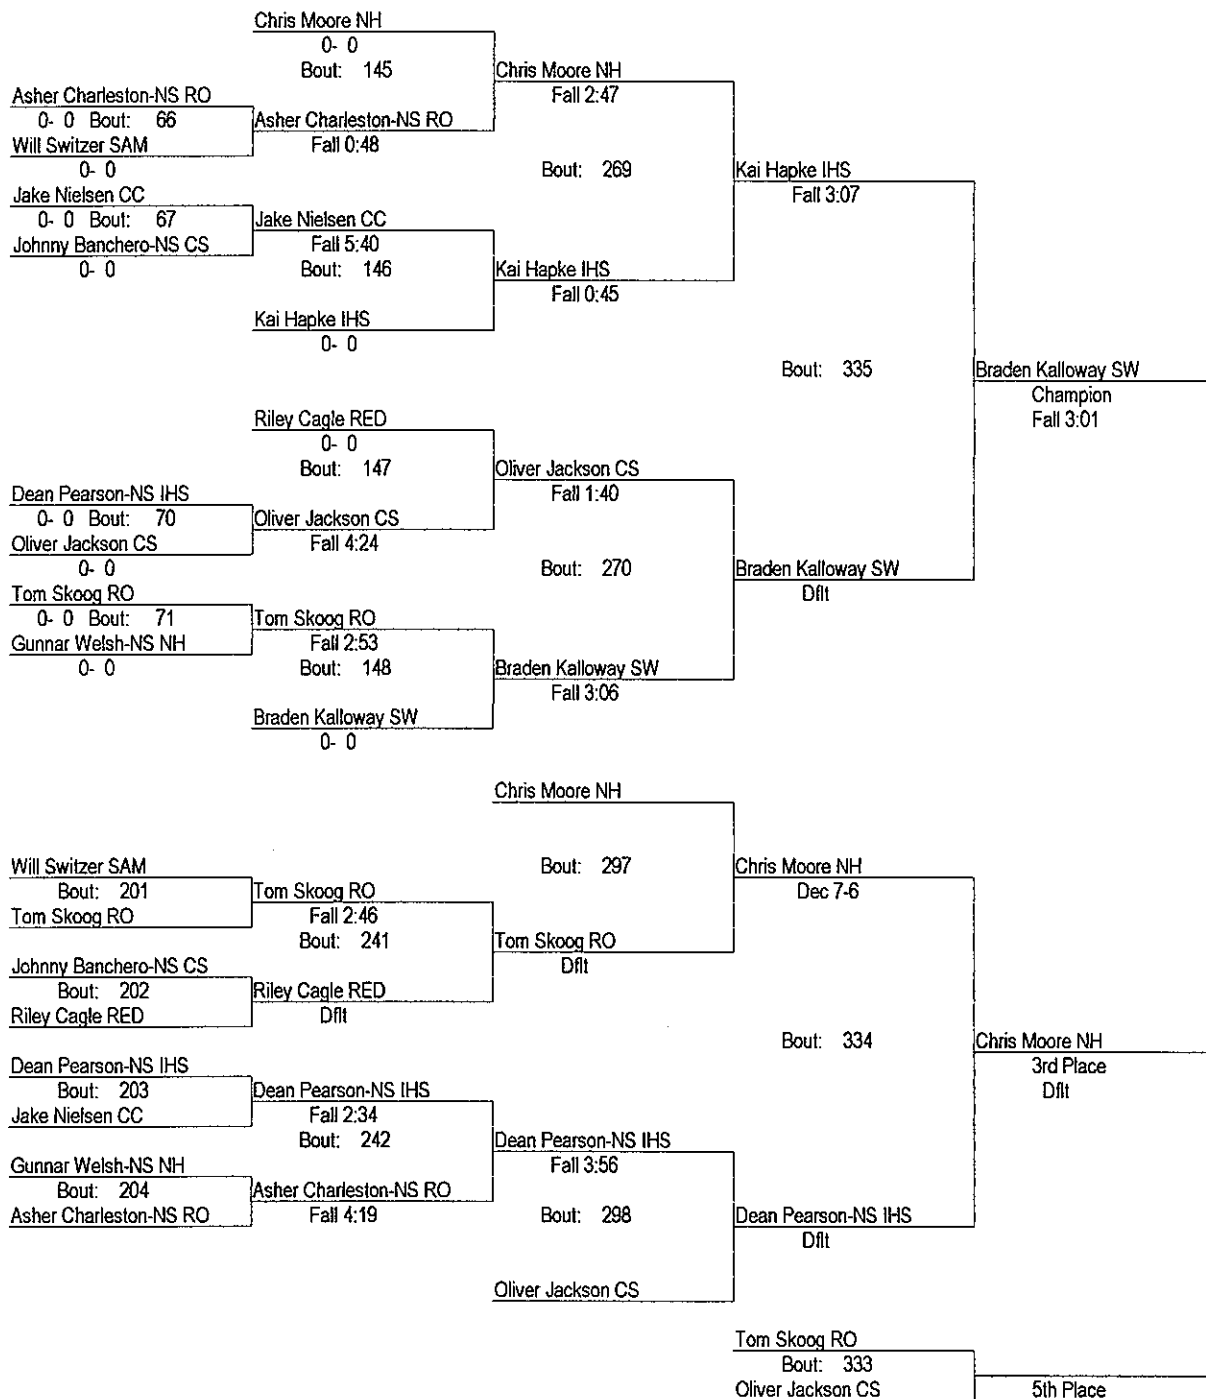 Chris Moore NH
0- 0
Bout: 145
Chris Moore NH
Fall 2:47
Asher Charleston-NS RO
0- 0 Bout: 66
Asher Charleston-NS RO
Fall 0:48
Will Switzer SAM
0- 0
Bout: 269
Kai Hapke IHS
Fall 3:07
Jake Nielsen CC
0- 0 Bout: 67
Jake Nielsen CC
Fall 5:40
Johnny Banchero-NS CS
0- 0
Bout: 146
Kai Hapke IHS
Fall 0:45
Kai Hapke IHS
0- 0
Bout: 335
Braden Kalloway SW
Champion
Fall 3:01
Riley Cagle RED
0- 0
Bout: 147
Oliver Jackson CS
Fall 1:40
Dean Pearson-NS IHS
0- 0 Bout: 70
Oliver Jackson CS
Fall 4:24
Oliver Jackson CS
0- 0
Bout: 270
Braden Kalloway SW
Dflt
Tom Skoog RO
0- 0 Bout: 71
Tom Skoog RO
Fall 2:53
Gunnar Welsh-NS NH
0- 0
Bout: 148
Braden Kalloway SW
Fall 3:06
Braden Kalloway SW
0- 0
Chris Moore NH
Bout: 297
Chris Moore NH
Dec 7-6
Will Switzer SAM
Bout: 201
Tom Skoog RO
Tom Skoog RO
Fall 2:46
Bout: 241
Tom Skoog RO
Dflt
Johnny Banchero-NS CS
Bout: 202
Riley Cagle RED
Riley Cagle RED
Dflt
Bout: 334
Chris Moore NH
3rd Place
Dflt
Dean Pearson-NS IHS
Bout: 203
Jake Nielsen CC
Dean Pearson-NS IHS
Fall 2:34
Bout: 242
Dean Pearson-NS IHS
Fall 3:56
Gunnar Welsh-NS NH
Bout: 204
Asher Charleston-NS RO
Asher Charleston-NS RO
Fall 4:19
Bout: 298
Dean Pearson-NS IHS
Dflt
Oliver Jackson CS
Tom Skoog RO
Bout: 333
Oliver Jackson CS
5th Place